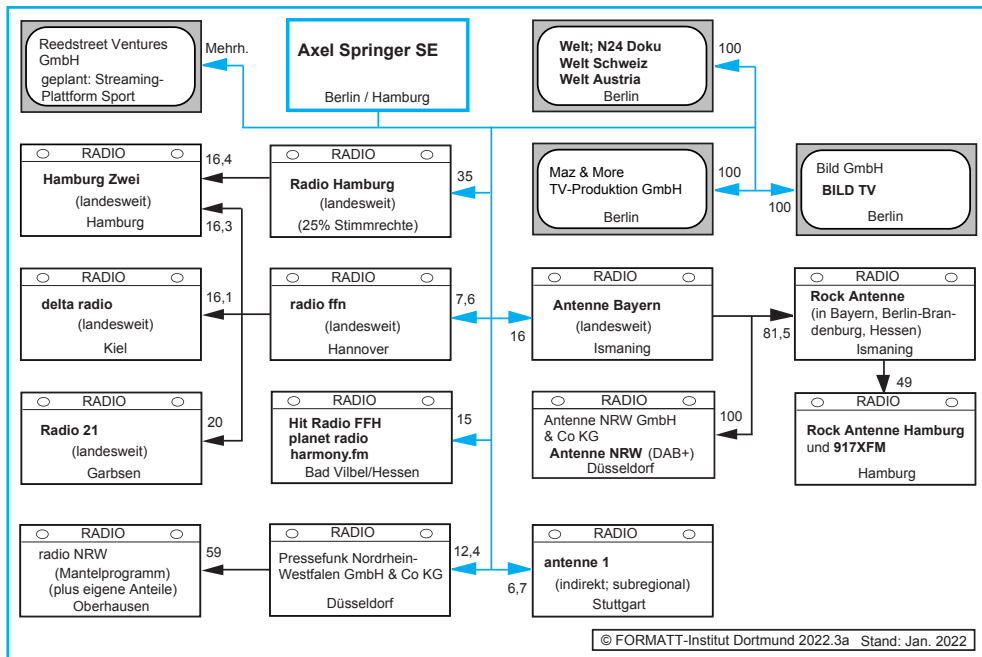 Reedstreet Ventures
GmbH
geplant: Streaming-
Plattform Sport
Mehrh.
Axel Springer SE
Berlin / Hamburg
Welt; N24 Doku
Welt Schweiz
Welt Austria
Berlin
100
RADIO
Hamburg Zwei
(landesweit)
Hamburg
16,4
16,3
RADIO
Radio Hamburg
(landesweit)
(25% Stimmrechte)
35
Maz & More
TV-Produktion GmbH
Berlin
100
Bild GmbH
BILD TV
Berlin
100
RADIO
delta radio
(landesweit)
Kiel
16,1
RADIO
radio ffn
(landesweit)
Hannover
7,6
16
RADIO
Antenne Bayern
(landesweit)
Ismaning
81,5
RADIO
Rock Antenne
(in Bayern, Berlin-Bran-
denburg, Hessen)
Ismaning
49
RADIO
Radio 21
(landesweit)
Garbsen
20
RADIO
Hit Radio FFH
planet radio
harmony.fm
Bad Vilbel/Hessen
15
RADIO
Antenne NRW GmbH
& Co KG
Antenne NRW (DAB+)
Düsseldorf
100
RADIO
Rock Antenne Hamburg
und 917XFM
Hamburg
RADIO
radio NRW
(Mantelprogramm)
(plus eigene Anteile)
Oberhausen
59
RADIO
Pressefunk Nordrhein-
Westfalen GmbH & Co KG
Düsseldorf
12,4
6,7
RADIO
antenne 1
(indirekt; subregional)
Stuttgart
© FORMATT-Institut Dortmund 2022.3a Stand: Jan. 2022